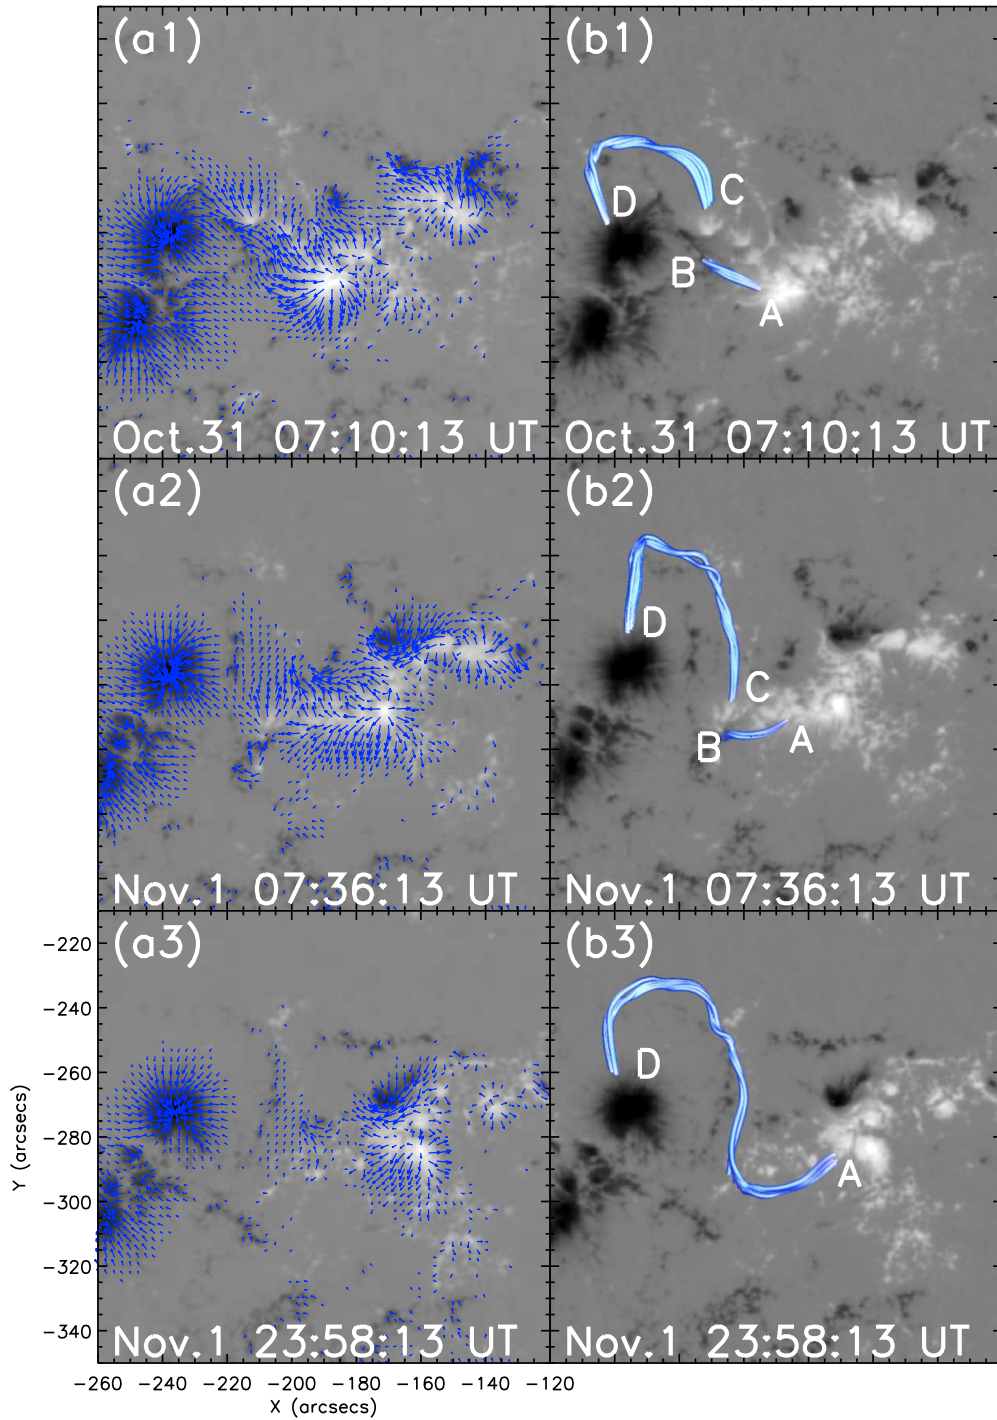 (a1)
(b1)
D
C
B
A
Oct.31 07:10:13 UT
Oct.31 07:10:13 UT
(a2)
(b2)
D
C
B
A
Nov.1 07:36:13 UT
Nov.1 07:36:13 UT
(a3)
(b3)
D
A
−220
−240
−260
−280
−300
−320
−340
Y (arcsecs)
Nov.1 23:58:13 UT
Nov.1 23:58:13 UT
−260 −240 −220 −200 −180 −160 −140 −120
X (arcsecs)